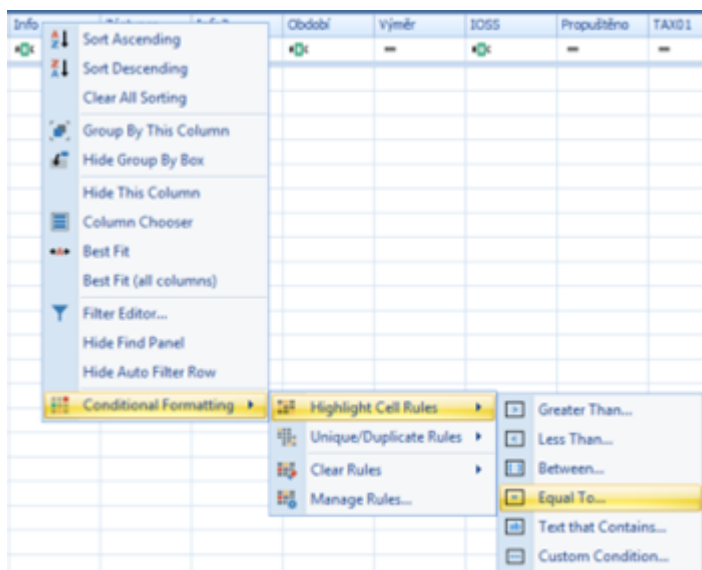 Info Období Výměr IOSS Propuštěno TAX01
Sort Ascending
Sort Descending
Clear All Sorting
Group By This Column
Hide Group By Box
Hide This Column
Column Chooser
Best Fit
Best Fit (all columns)
Filter Editor...
Hide Find Panel
Hide Auto Filter Row
Conditional Formatting
Highlight Cell Rules
Unique/Duplicate Rules
Clear Rules
Manage Rules...
Greater Than...
Less Than...
Between...
Equal To...
Text that Contains...
Custom Condition...